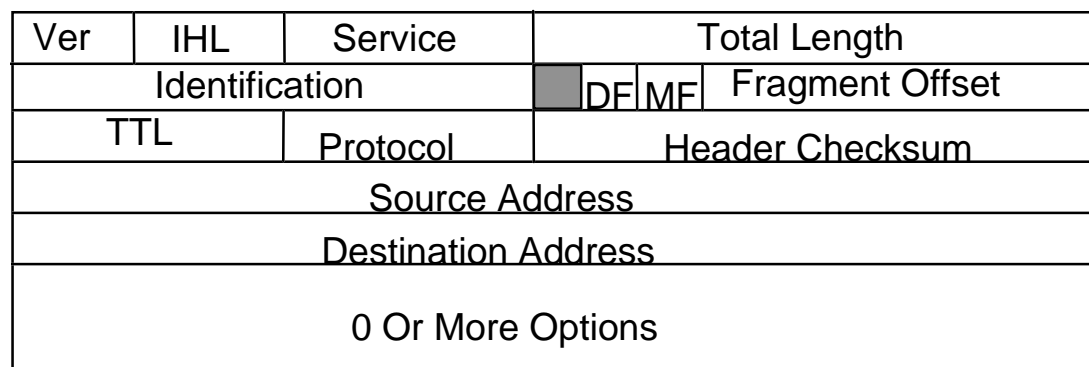 Ver IHL Service Total Length
Identification DF MF Fragment Offset
TTL Protocol Header Checksum
Source Address
Destination Address
0 Or More Options